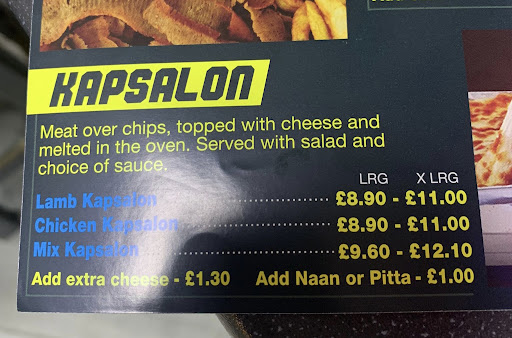 KAPSALON
Meat over chips, topped with cheese and
melted in the oven. Served with salad and
choice of sauce.
LRG X LRG
Lamb Kapsalon £8.90 - £11.00
Chicken Kapsalon £8.90 - £11.00
Mix Kapsalon £9.60 - £12.10
Add extra cheese - £1.30 Add Naan or Pitta - £1.00